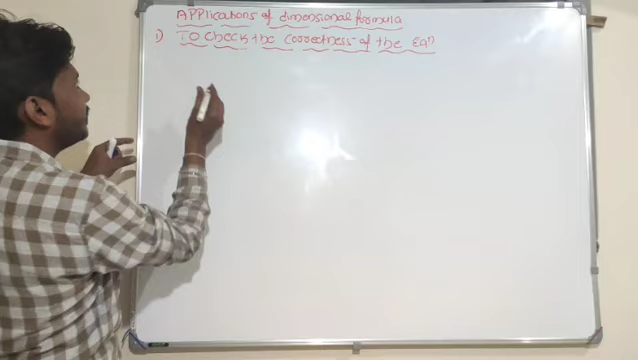 Applications of dimensional formula
1) To check the correctness of the Eqn